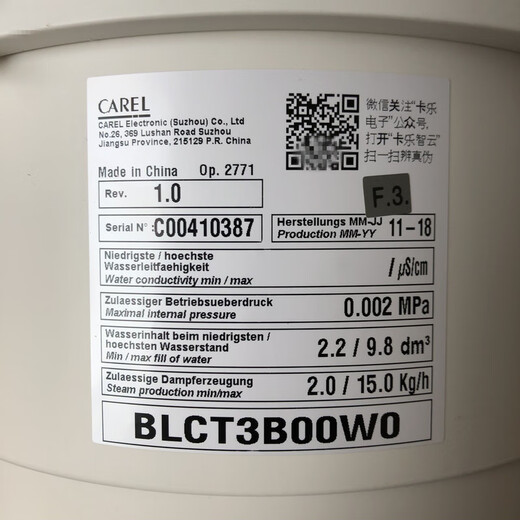 CAREL
CAREL Electronic (Suzhou) Co., Ltd
No.26, 369 Lushan Road Suzhou
Jiangsu Province, 215129 P.R. China
微信关注“卡乐
电子”公众号,
打开“卡乐智云”
扫一扫辨真伪
Made in China Op. 2771
Rev. 1.0
F.3.
Serial N°: C00410387
Herstellungs MM-JJ
Production MM-YY 11-18
Niedrigste / hoechste
Wasserleitfaehigkeit
Water conductivity min / max
/ µS/cm
Zulaessiger Betriebsueberdruck
Maximal internal pressure
0.002 MPa
Wasserinhalt beim niedrigsten /
hoechsten Wasserstand
Min / max fill of water
2.2 / 9.8 dm³
Zulaessige Dampferzeugung
Steam production min/max
2.0 / 15.0 Kg/h
BLCT3B00W0